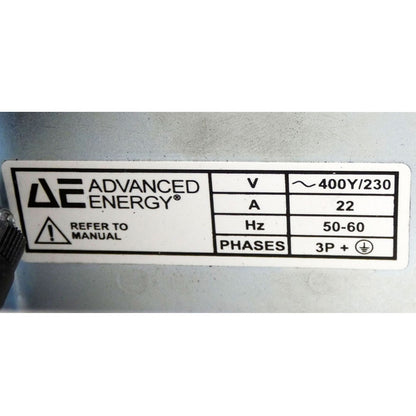 AE ADVANCED
ENERGY®
REFER TO
MANUAL
V ~400Y/230
A 22
Hz 50-60
PHASES 3P + ⏚